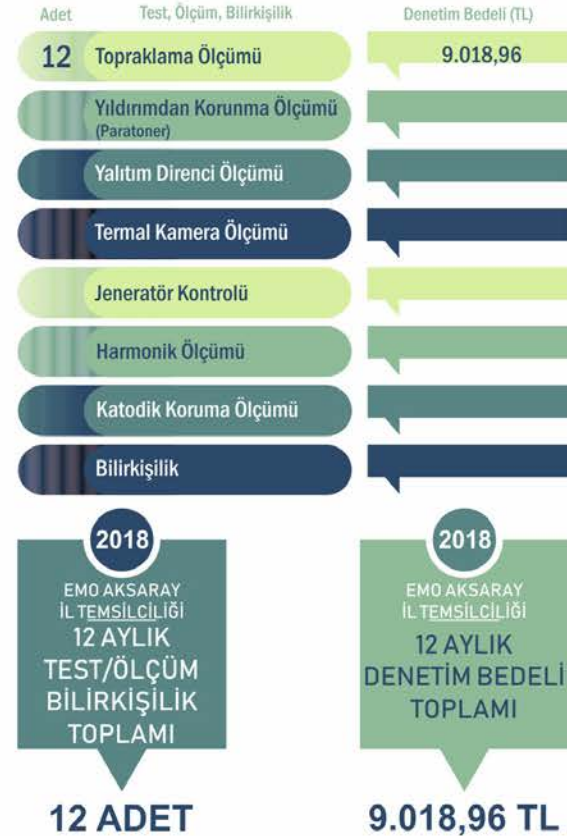 Adet Test, Ölçüm, Bilirkişilik Denetim Bedeli (TL)
12 Topraklama Ölçümü 9.018,96
Yıldırımdan Korunma Ölçümü
(Paratoner)
Yalıtım Direnci Ölçümü
Termal Kamera Ölçümü
Jeneratör Kontrolü
Harmonik Ölçümü
Katodik Koruma Ölçümü
Bilirkişilik
2018
EMO AKSARAY
İL TEMSİLCİLİĞİ
12 AYLIK
TEST/ÖLÇÜM
BİLİRKİŞİLİK
TOPLAMI
12 ADET
2018
EMO AKSARAY
İL TEMSİLCİLİĞİ
12 AYLIK
DENETİM BEDELİ
TOPLAMI
9.018,96 TL